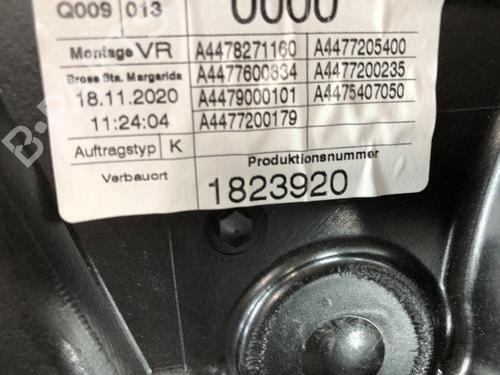 Q009 013 0000
Montage VR A4478271160 A4477205400
Brose Sta. Margarida A4477600834 A4477200235
18.11.2020 A4479000101 A4475407050
11:24:04 A4477200179
Auftragstyp K
Verbauort Produktionsnummer
1823920